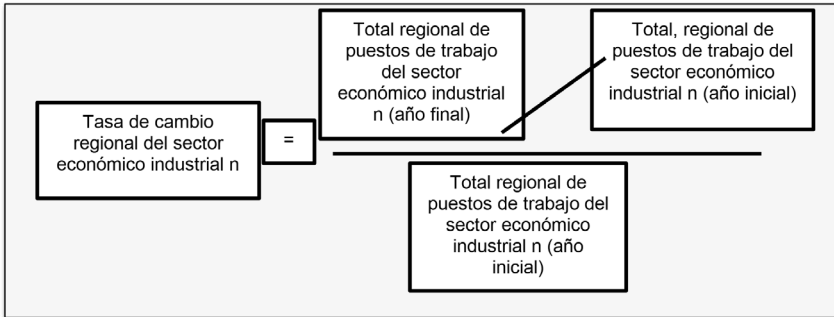 Total regional de
puestos de trabajo
del sector
económico industrial
n (año final)
Total, regional de
puestos de trabajo del
sector económico
industrial n (año inicial)
Tasa de cambio
regional del sector
económico industrial n
=
Total regional de
puestos de trabajo del
sector económico
industrial n (año
inicial)